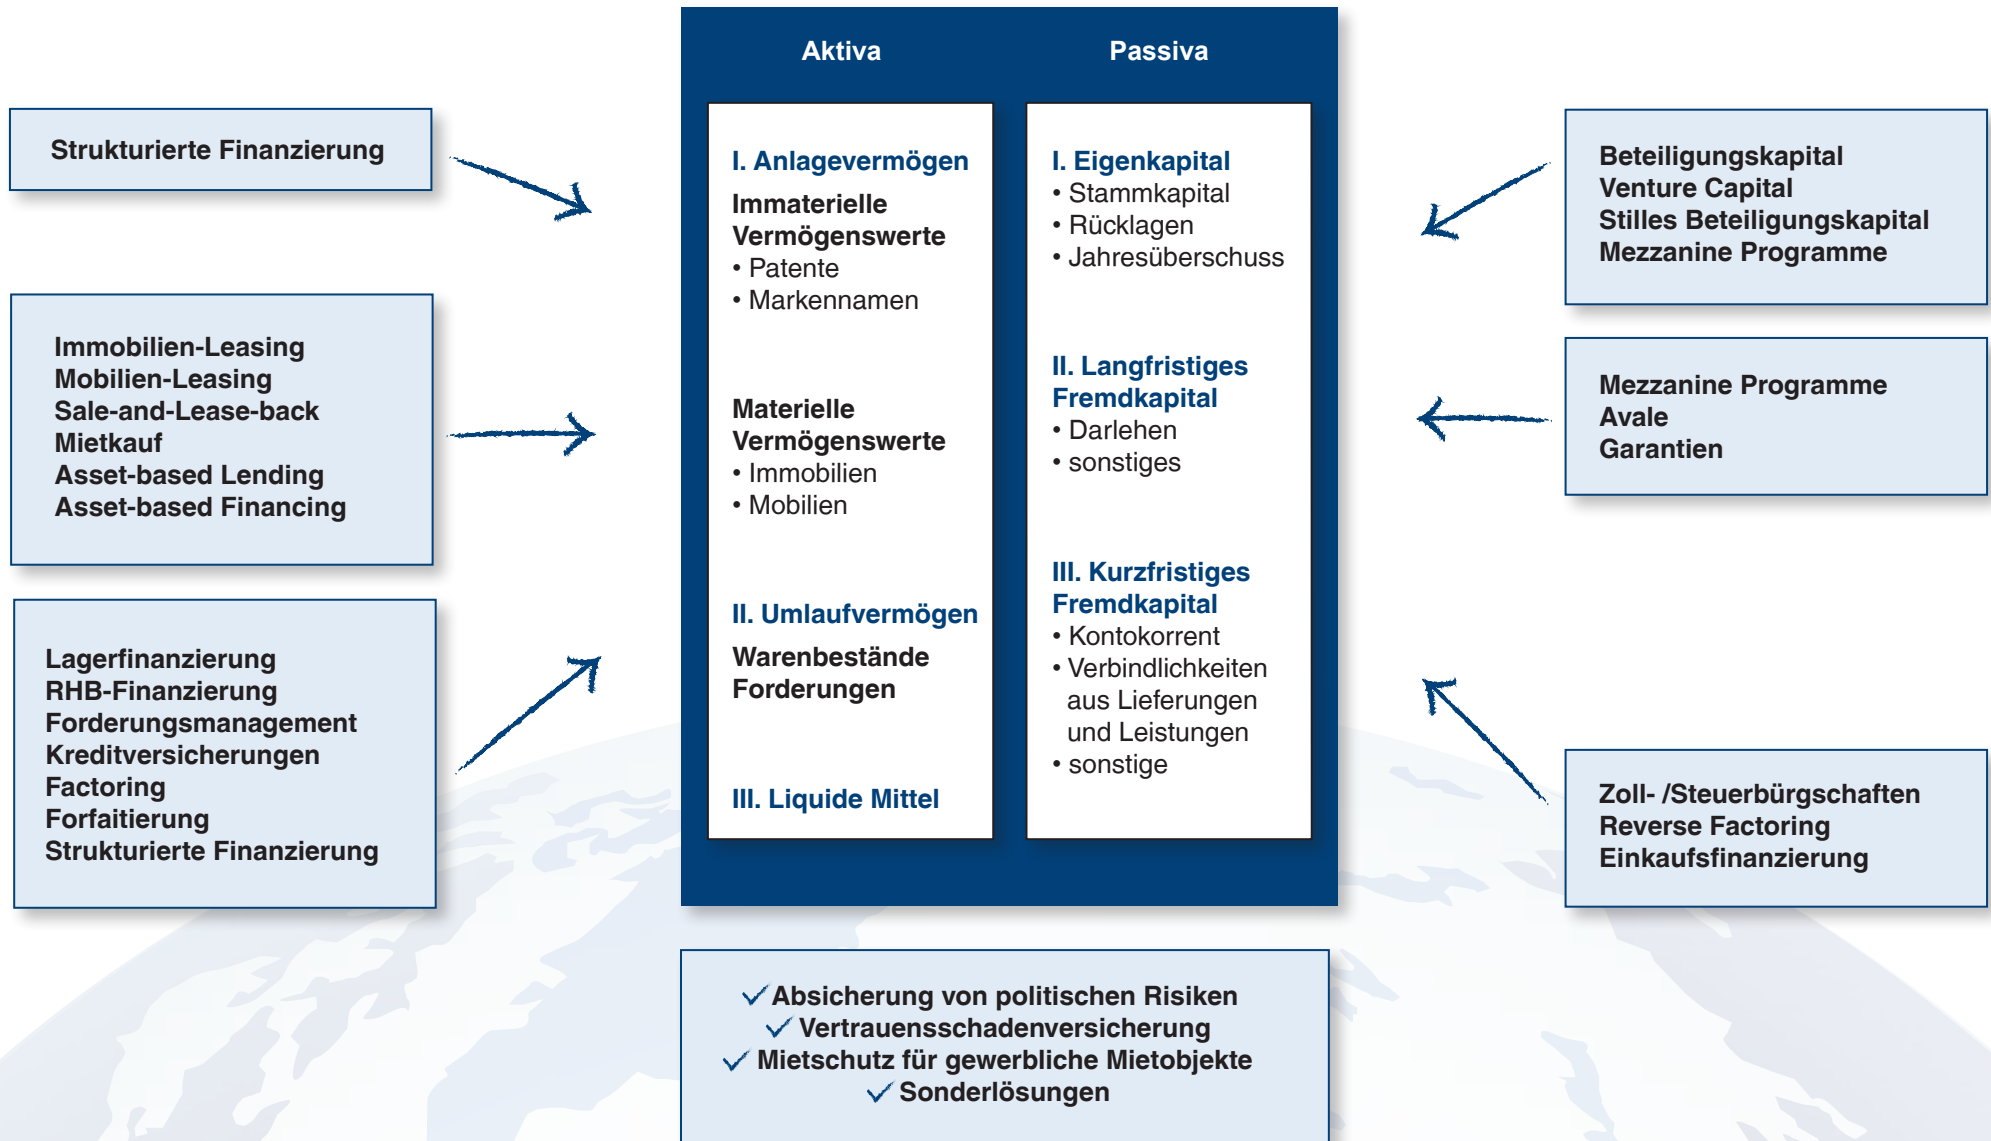 Aktiva
Passiva
Strukturierte Finanzierung
Immobilien-Leasing
Mobilien-Leasing
Sale-and-Lease-back
Mietkauf
Asset-based Lending
Asset-based Financing
Lagerfinanzierung
RHB-Finanzierung
Forderungsmanagement
Kreditversicherungen
Factoring
Forfaitierung
Strukturierte Finanzierung
I. Anlagevermögen
Immaterielle
Vermögenswerte
• Patente
• Markennamen
Materielle
Vermögenswerte
• Immobilien
• Mobilien
II. Umlaufvermögen
Warenbestände
Forderungen
III. Liquide Mittel
I. Eigenkapital
• Stammkapital
• Rücklagen
• Jahresüberschuss
II. Langfristiges
Fremdkapital
• Darlehen
• sonstiges
III. Kurzfristiges
Fremdkapital
• Kontokorrent
• Verbindlichkeiten
aus Lieferungen
und Leistungen
• sonstige
Beteiligungskapital
Venture Capital
Stilles Beteiligungskapital
Mezzanine Programme
Mezzanine Programme
Avale
Garantien
Zoll- /Steuerbürgschaften
Reverse Factoring
Einkaufsfinanzierung
✓ Absicherung von politischen Risiken
✓ Vertrauensschadenversicherung
✓ Mietschutz für gewerbliche Mietobjekte
✓ Sonderlösungen